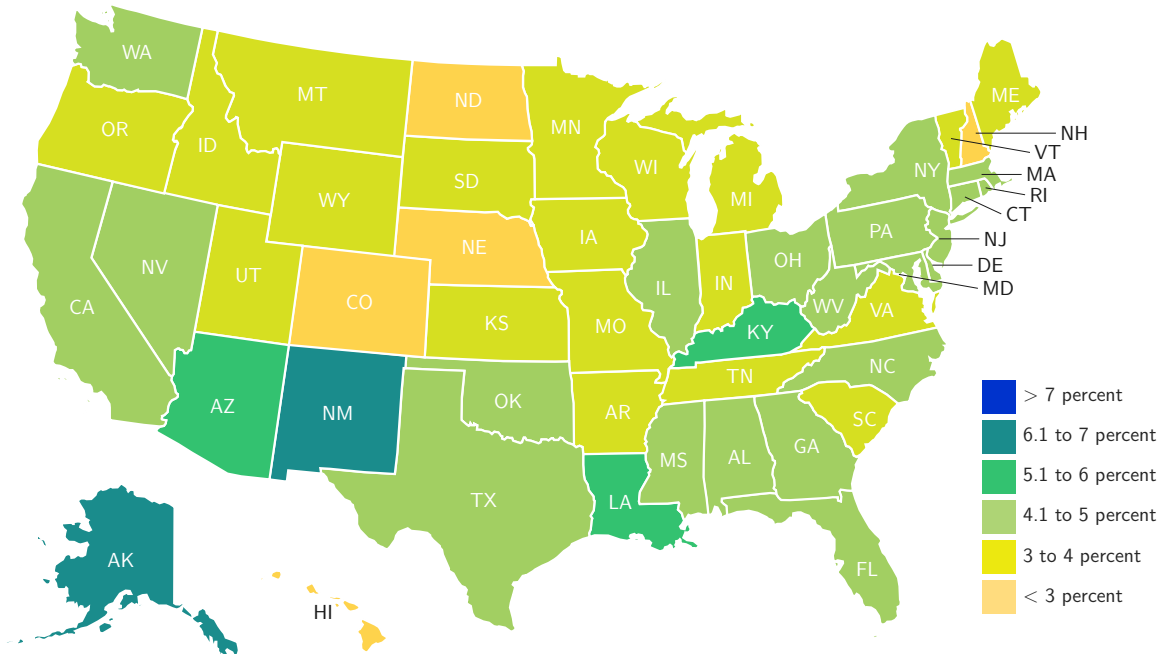 WA
MT
ND
ME
MN
OR
NH
ID
VT
WI
NY
MA
SD
RI
WY
MI
CT
PA
IA
NJ
NE
OH
DE
NV
UT
IN
MD
IL
CO
CA
WV
VA
KS
MO
KY
NC
TN
> 7 percent
OK
AZ
NM
AR
SC
6.1 to 7 percent
GA
AL
MS
5.1 to 6 percent
TX
LA
4.1 to 5 percent
AK
3 to 4 percent
FL
< 3 percent
HI